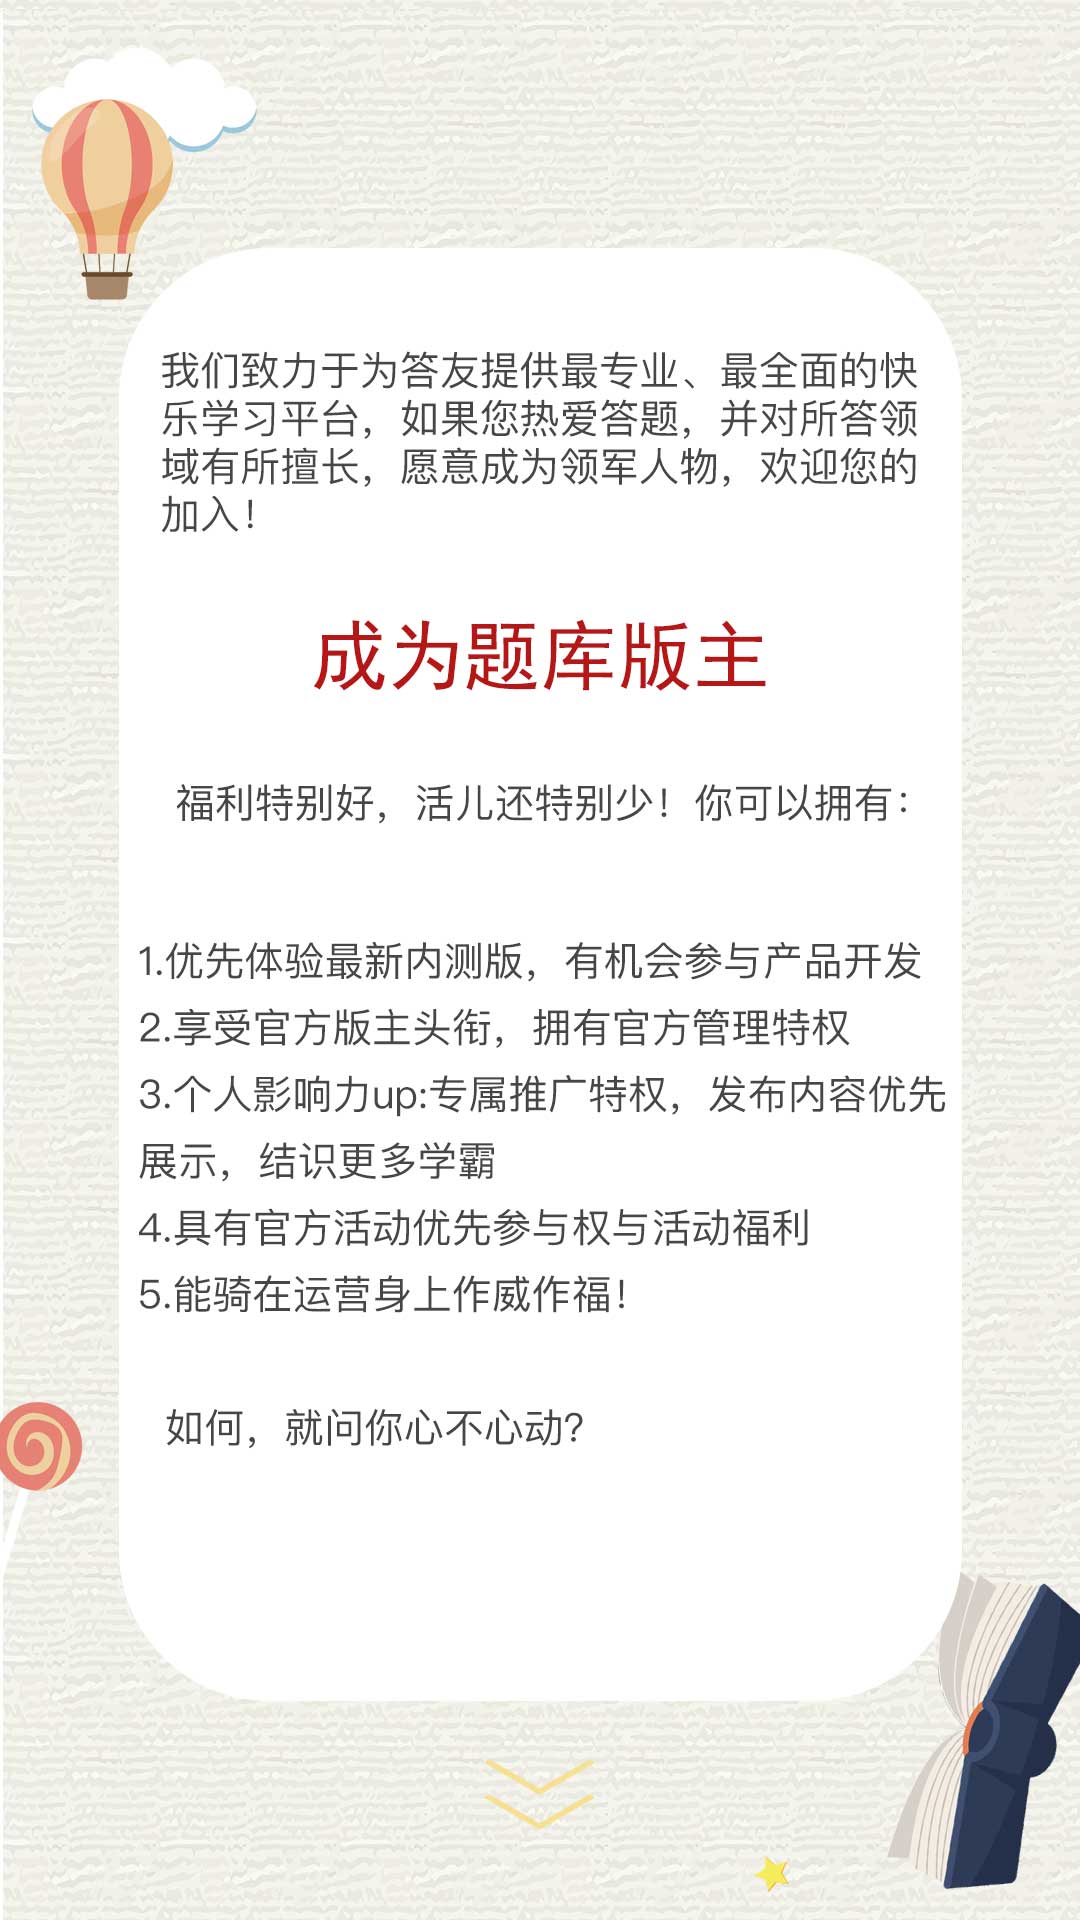 我们致力于为答友提供最专业、最全面的快
乐学习平台，如果您热爱答题，并对所答领
域有所擅长，愿意成为领军人物，欢迎您的
加入！
成为题库版主
福利特别好，活儿还特别少！你可以拥有：
1.优先体验最新内测版，有机会参与产品开发
2.享受官方版主头衔，拥有官方管理特权
3.个人影响力up:专属推广特权，发布内容优先
展示，结识更多学霸
4.具有官方活动优先参与权与活动福利
5.能骑在运营身上作威作福！
如何，就问你心不心动？